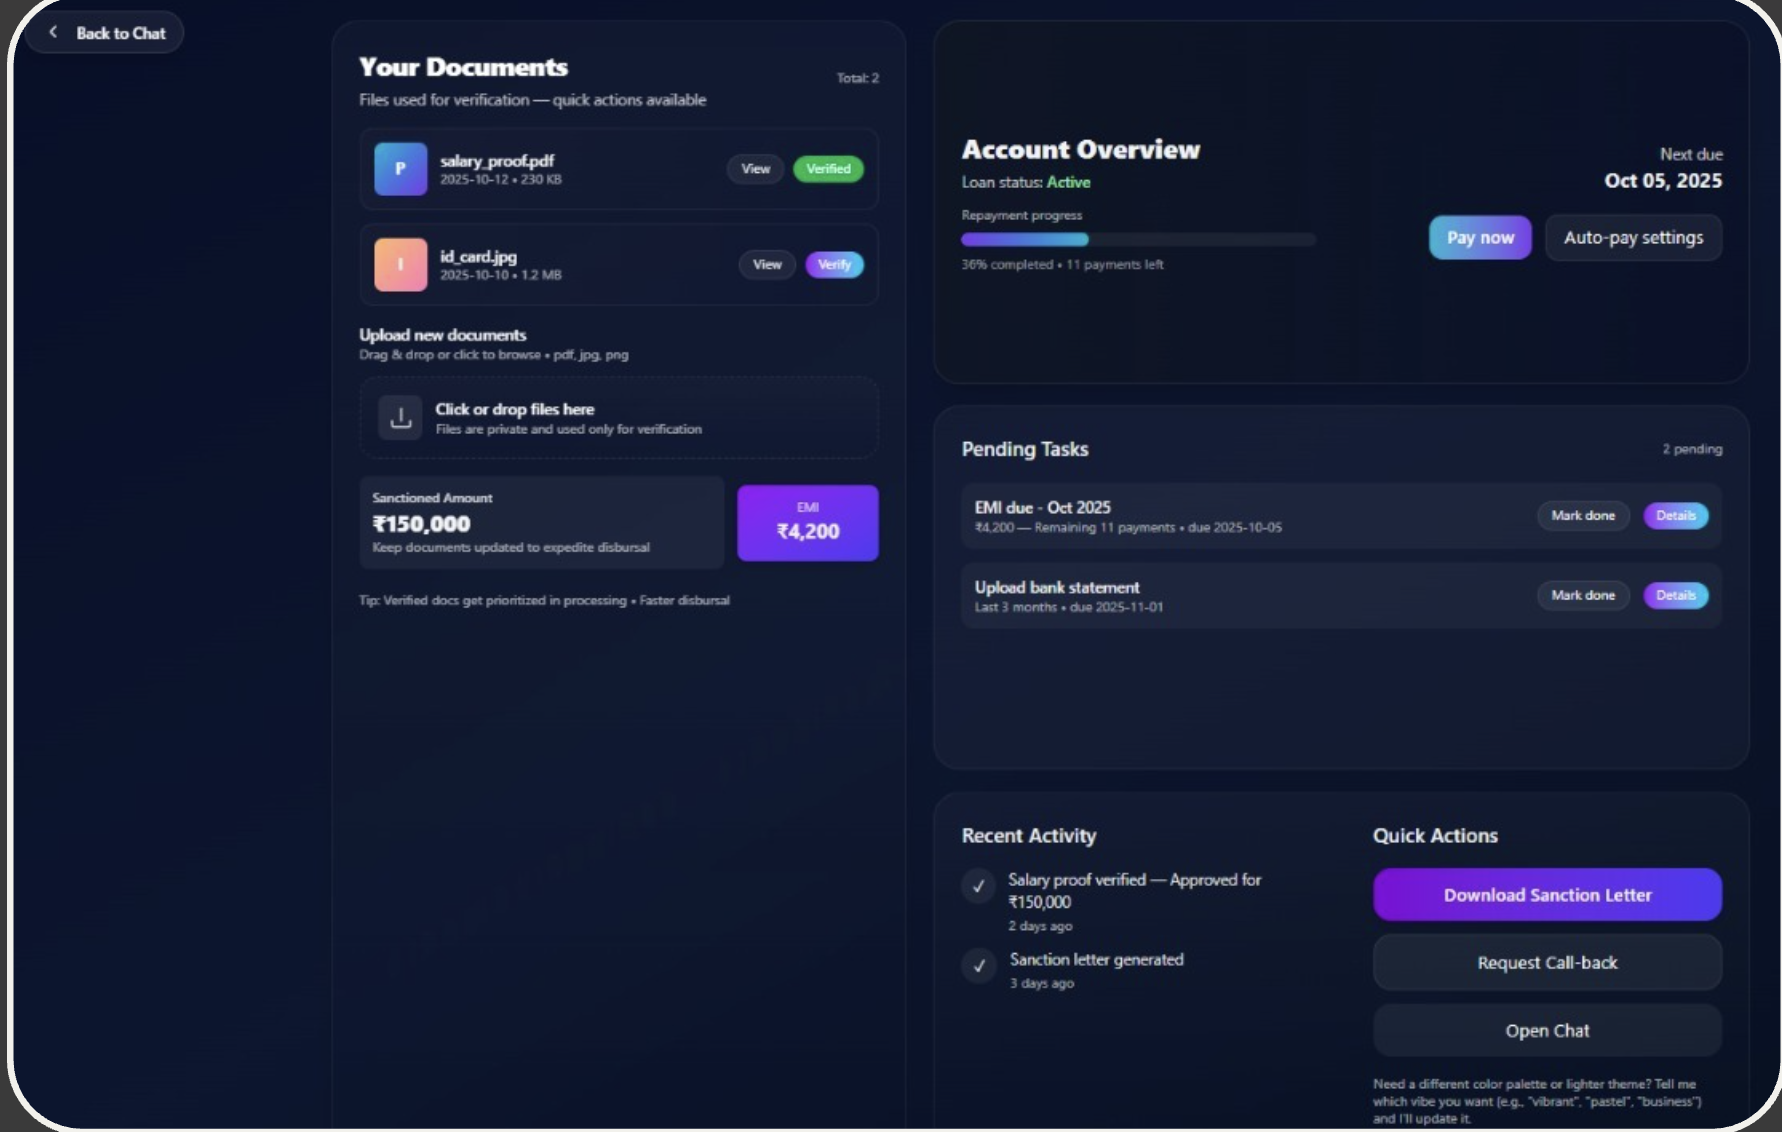 Back to Chat
Your Documents
Total: 2
Files used for verification — quick actions available
P
salary_proof.pdf
2025-10-12 • 230 KB
View
Verified
I
id_card.jpg
2025-10-10 • 1.2 MB
View
Verify
Upload new documents
Drag & drop or click to browse • pdf, jpg, png
Click or drop files here
Files are private and used only for verification
Sanctioned Amount
₹150,000
Keep documents updated to expedite disbursal
EMI
₹4,200
Tip: Verified docs get prioritized in processing • Faster disbursal
Account Overview
Loan status: Active
Repayment progress
36% completed • 11 payments left
Next due
Oct 05, 2025
Pay now
Auto-pay settings
Pending Tasks
2 pending
EMI due - Oct 2025
₹4,200 — Remaining 11 payments • due 2025-10-05
Mark done
Details
Upload bank statement
Last 3 months • due 2025-11-01
Mark done
Details
Recent Activity
Salary proof verified — Approved for
₹150,000
2 days ago
Sanction letter generated
3 days ago
Quick Actions
Download Sanction Letter
Request Call-back
Open Chat
Need a different color palette or lighter theme? Tell me
which vibe you want (e.g., "vibrant", "pastel", "business")
and I'll update it.